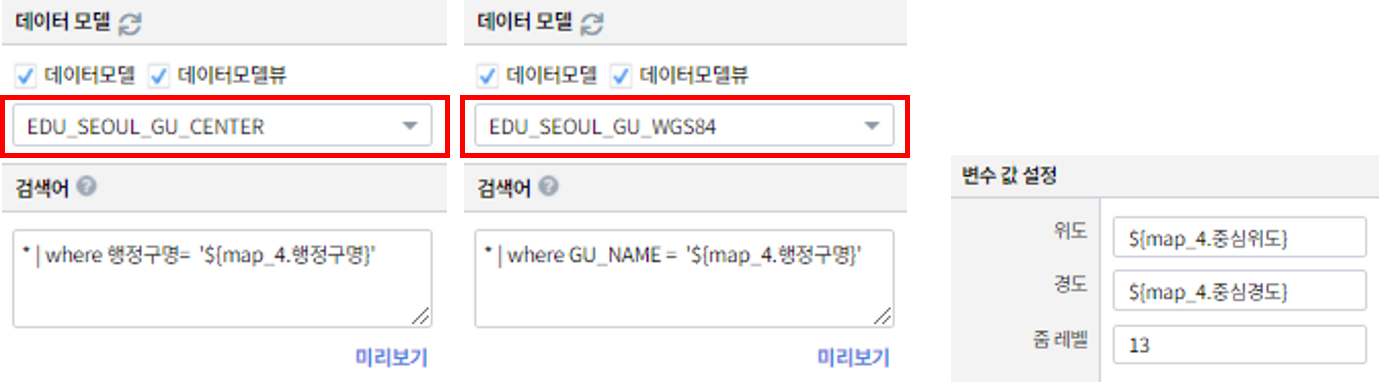 데이터 모델
데이터모델 데이터모델뷰
EDU_SEOUL_GU_CENTER
검색어 ?
* | where 행정구명= '${map_4.행정구명}'
미리보기
데이터 모델
데이터모델 데이터모델뷰
EDU_SEOUL_GU_WGS84
검색어 ?
* | where GU_NAME = '${map_4.행정구명}'
미리보기
변수 값 설정
위도 ${map_4.중심위도}
경도 ${map_4.중심경도}
줌 레벨 13